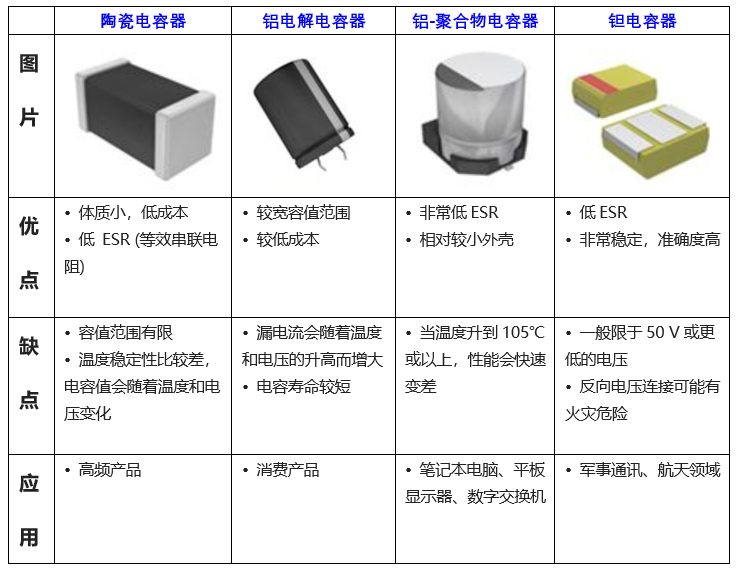 陶瓷电容器 铝电解电容器 铝-聚合物电容器 钽电容器
图
片
优
点
• 体质小，低成本
• 低 ESR (等效串联电
阻)
• 较宽容值范围
• 较低成本
• 非常低 ESR
• 相对较小外壳
• 低 ESR
• 非常稳定，准确度高
缺
点
• 容值范围有限
• 温度稳定性比较差，
电容值会随着温度和电
压变化
• 漏电流会随着温度
和电压的升高而增大
• 电容寿命较短
• 当温度升到 105℃
或以上，性能会快速
变差
• 一般限于 50 V 或更
低的电压
• 反向电压连接可能有
火灾危险
应
用
• 高频产品
• 消费产品
• 笔记本电脑、平板
显示器、数字交换机
• 军事通讯、航天领域